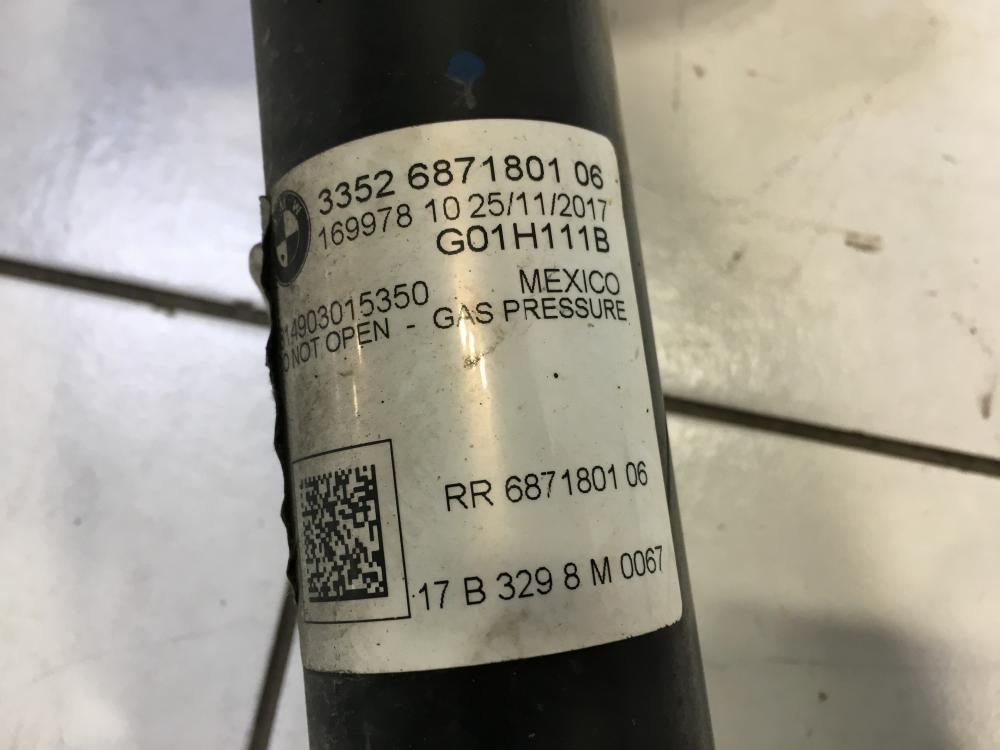 3352 6871801 06
169978 10 25/11/2017
G01H111B
14903015350 MEXICO
NOT OPEN - GAS PRESSURE
RR 6871801 06
17 B 329 8 M 0067